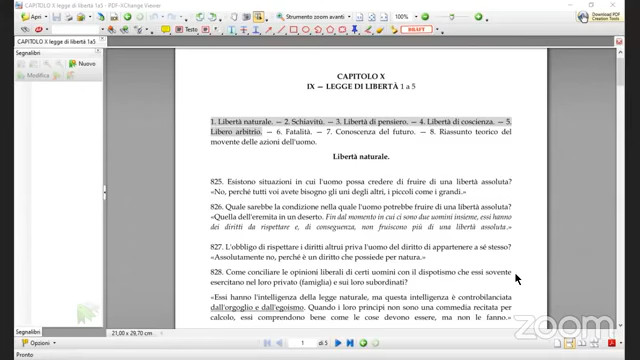 CAPITOLO X legge di libertà 1a5 - PDF-XChange Viewer
Apri
Strumento zoom avanti
100%
Download PDF Creation Tools
Testo
DRAFT
CAPITOLO X legge di libertà 1a5
Segnalibri
Nuovo
Modifica
CAPITOLO X
IX — LEGGE DI LIBERTÀ 1 a 5
1. Libertà naturale. — 2. Schiavitù. — 3. Libertà di pensiero. — 4. Libertà di coscienza. — 5.
Libero arbitrio. — 6. Fatalità. — 7. Conoscenza del futuro. — 8. Riassunto teorico del
movente delle azioni dell'uomo.
Libertà naturale.
825. Esistono situazioni in cui l'uomo possa credere di fruire di una libertà assoluta?
«No, perché tutti voi avete bisogno gli uni degli altri, i piccoli come i grandi.»
826. Quale sarebbe la condizione nella quale l'uomo potrebbe fruire di una libertà assoluta?
«Quella dell'eremita in un deserto. Fin dal momento in cui ci sono due uomini insieme, essi hanno
dei diritti da rispettare e, di conseguenza, non fruiscono più di una libertà assoluta.»
827. L'obbligo di rispettare i diritti altrui priva l'uomo del diritto di appartenere a sé stesso?
«Assolutamente no, perché è un diritto che possiede per natura.»
828. Come conciliare le opinioni liberali di certi uomini con il dispotismo che essi sovente
esercitano nel loro privato (famiglia) e sui loro subordinati?
«Essi hanno l'intelligenza della legge naturale, ma questa intelligenza è controbilanciata
dall'orgoglio e dall'egoismo. Quando i loro principi non sono una commedia recitata per
calcolo, essi comprendono bene come le cose devono essere, ma non le fanno.»
Segnalibri
21,00 x 29,70 cm
Opzioni
1 di 5
Pronto
zoom